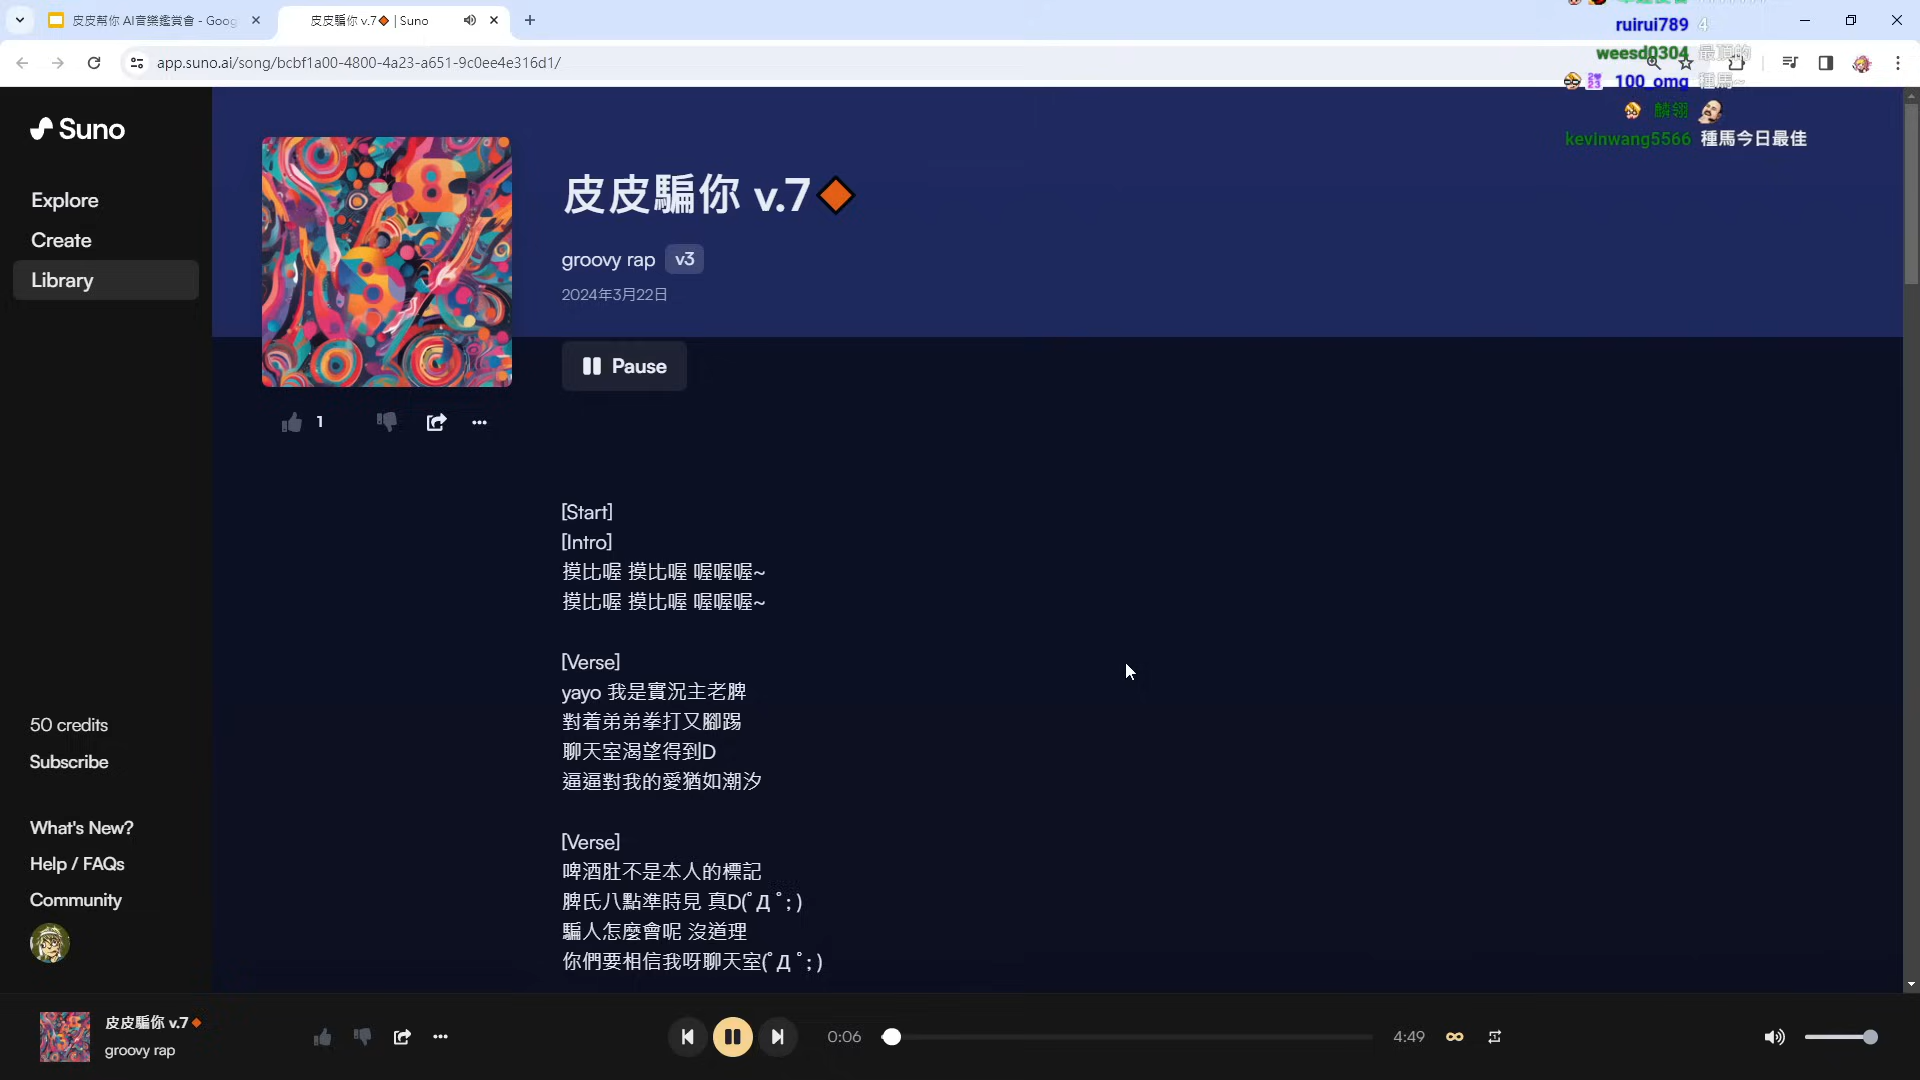 皮皮幫你 AI音樂鑑賞會 - Goog
皮皮騙你 v.7🔶 | Suno
app.suno.ai/song/bcbf1a00-4800-4a23-a651-9c0ee4e316d1/
ruirui789 4
weesd0304 最頂的
100_omg 種馬~
麟翎
kevinwang5566 種馬今日最佳
Suno
Explore
Create
Library
50 credits
Subscribe
What's New?
Help / FAQs
Community
皮皮騙你 v.7🔶
groovy rap v3
2024年3月22日
Pause
1
[Start]
[Intro]
摸比喔 摸比喔 喔喔喔~
摸比喔 摸比喔 喔喔喔~
[Verse]
yayo 我是實況主老脾
對着弟弟拳打又腳踢
聊天室渴望得到D
逼逼對我的愛猶如潮汐
[Verse]
啤酒肚不是本人的標記
脾氏八點準時見 真D(ﾟДﾟ;)
騙人怎麼會呢 沒道理
你們要相信我呀聊天室(ﾟДﾟ;)
皮皮騙你 v.7🔶
groovy rap
0:06
4:49